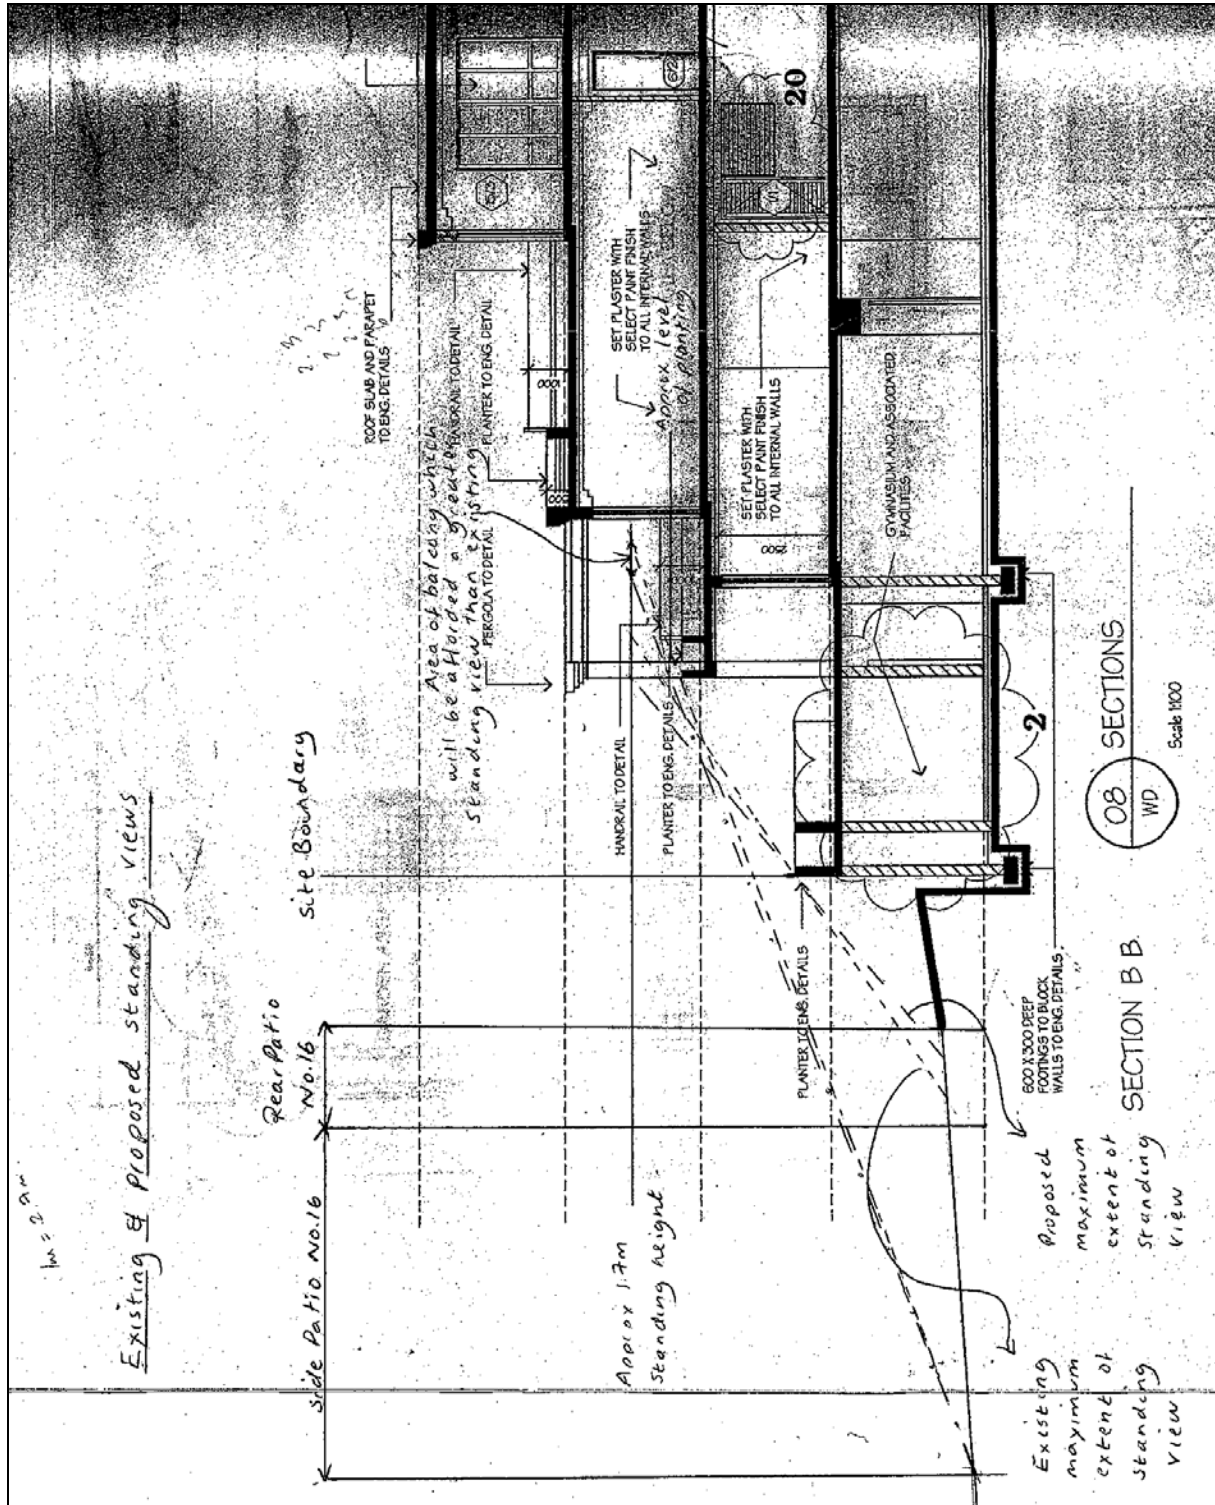 1m = 2.
Existing & Proposed standing views
Site Boundary
Rear Patio
No.16
Side Patio No.16
ROOF SLAB AND PARAPET
TO ENG. DETAILS
Area of balcony which
will be afforded a greater
standing view than existing
HANDRAIL TO DETAIL
PLANTER TO ENG. DETAIL
PERGOLA TO DETAIL
1000
SET PLASTER WITH
SELECT PAINT FINISH
TO ALL INTERNAL WALLS
Approx level
of planting
HANDRAIL TO DETAIL
PLANTER TO ENG. DETAILS
Approx 1.7m
Standing height
SET PLASTER WITH
SELECT PAINT FINISH
TO ALL INTERNAL WALLS
2500
20
PLANTER TO ENG. DETAILS
GYMNASIUM AND ASSOCIATED
FACILITIES
2
600 X 300 DEEP
FOOTINGS TO BLOCK
WALLS TO ENG. DETAILS
Proposed
maximum
extent of
standing
view
Existing
maximum
extent of
standing
view
SECTION B B
08
WD
SECTIONS
Scale 1:100